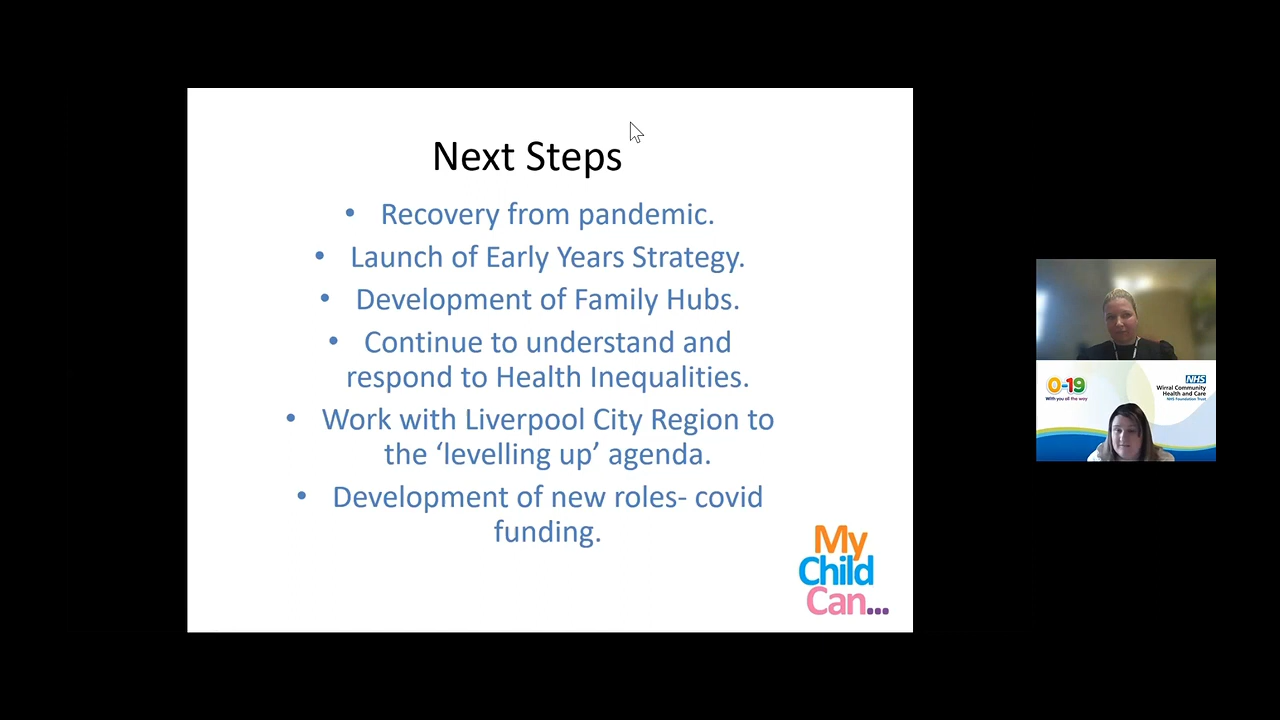 Next Steps
• Recovery from pandemic.
• Launch of Early Years Strategy.
• Development of Family Hubs.
• Continue to understand and
respond to Health Inequalities.
• Work with Liverpool City Region to
the ‘levelling up’ agenda.
• Development of new roles- covid
funding.
My
Child
Can...
0-19
With you all the way
NHS
Wirral Community
Health and Care
NHS Foundation Trust